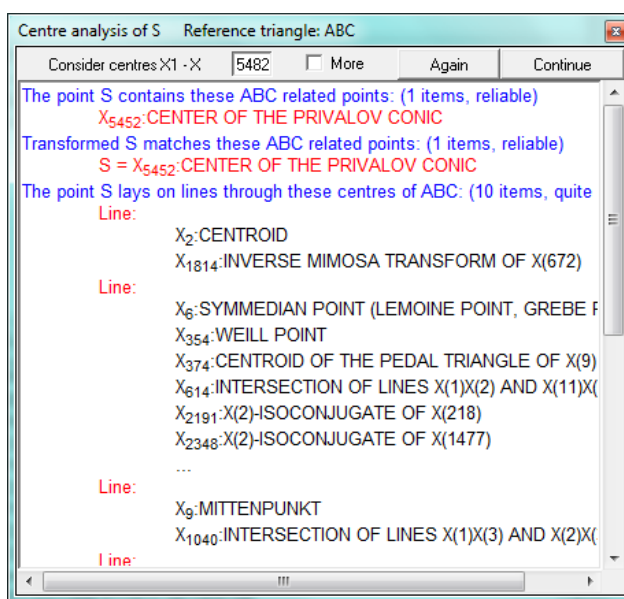 Centre analysis of S Reference triangle: ABC
Consider centres X1 - X 5482 More Again Continue
The point S contains these ABC related points: (1 items, reliable)
X5452:CENTER OF THE PRIVALOV CONIC
Transformed S matches these ABC related points: (1 items, reliable)
S = X5452:CENTER OF THE PRIVALOV CONIC
The point S lays on lines through these centres of ABC: (10 items, quite
Line:
X2:CENTROID
X1814:INVERSE MIMOSA TRANSFORM OF X(672)
Line:
X6:SYMMEDIAN POINT (LEMOINE POINT, GREBE
X354:WEILL POINT
X374:CENTROID OF THE PEDAL TRIANGLE OF X(9)
X614:INTERSECTION OF LINES X(1)X(2) AND X(11)X(
X2191:X(2)-ISOCONJUGATE OF X(218)
X2348:X(2)-ISOCONJUGATE OF X(1477)
...
Line:
X9:MITTENPUNKT
X1040:INTERSECTION OF LINES X(1)X(3) AND X(2)X(
Line: